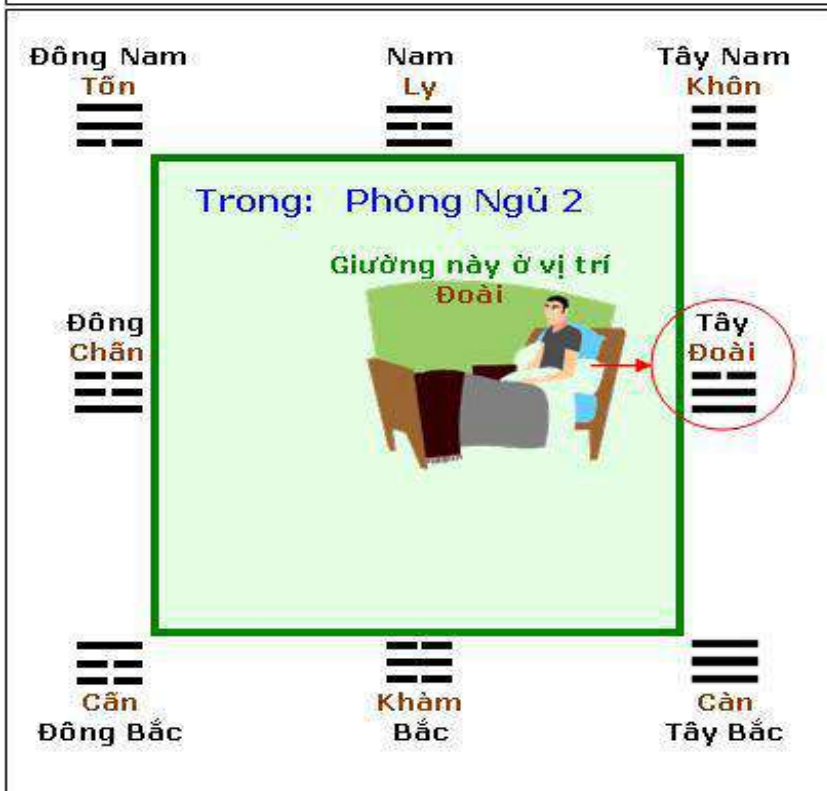 Đông Nam
Tốn
Nam
Ly
Tây Nam
Khôn
Trong: Phòng Ngủ 2
Giường này ở vị trí
Đoài
Đông
Chấn
Tây
Đoài
Cấn
Đông Bắc
Khàm
Bắc
Càn
Tây Bắc